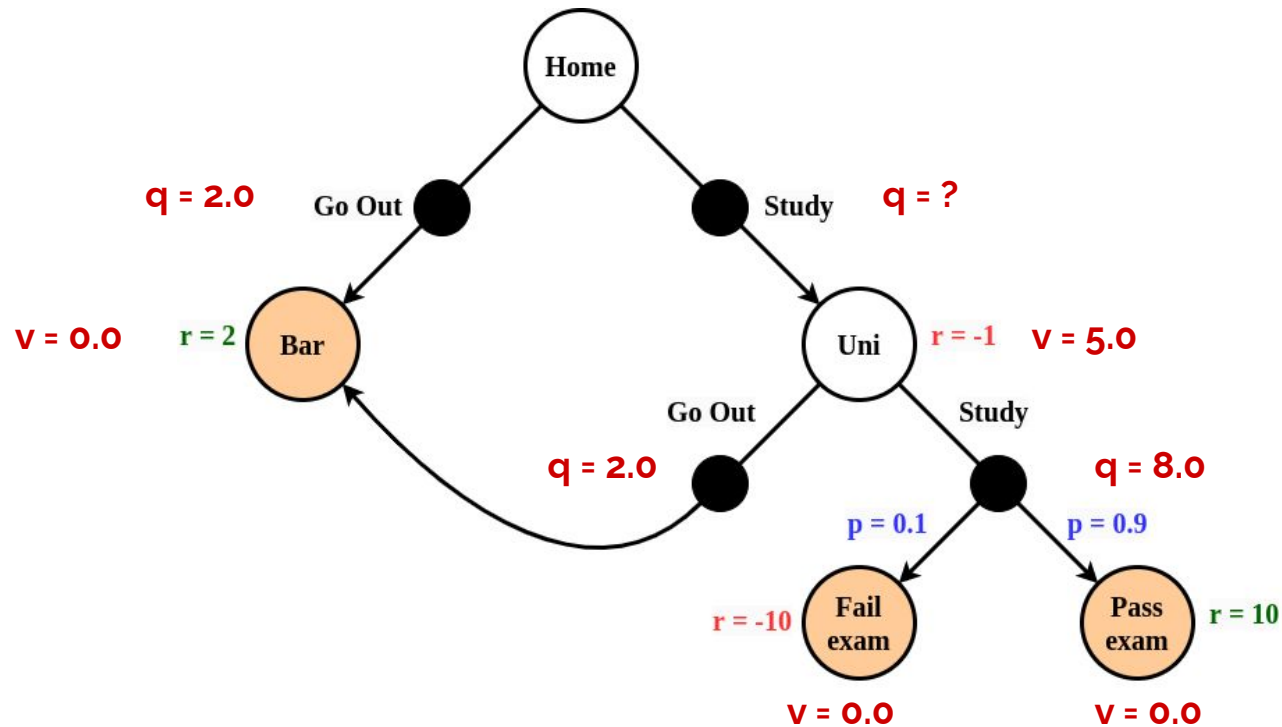 Home
q = 2.0
Go Out
Study
q = ?
v = 0.0
r = 2
Bar
Uni
r = -1
v = 5.0
Go Out
Study
q = 2.0
q = 8.0
p = 0.1
p = 0.9
r = -10
Fail
exam
Pass
exam
r = 10
v = 0.0
v = 0.0